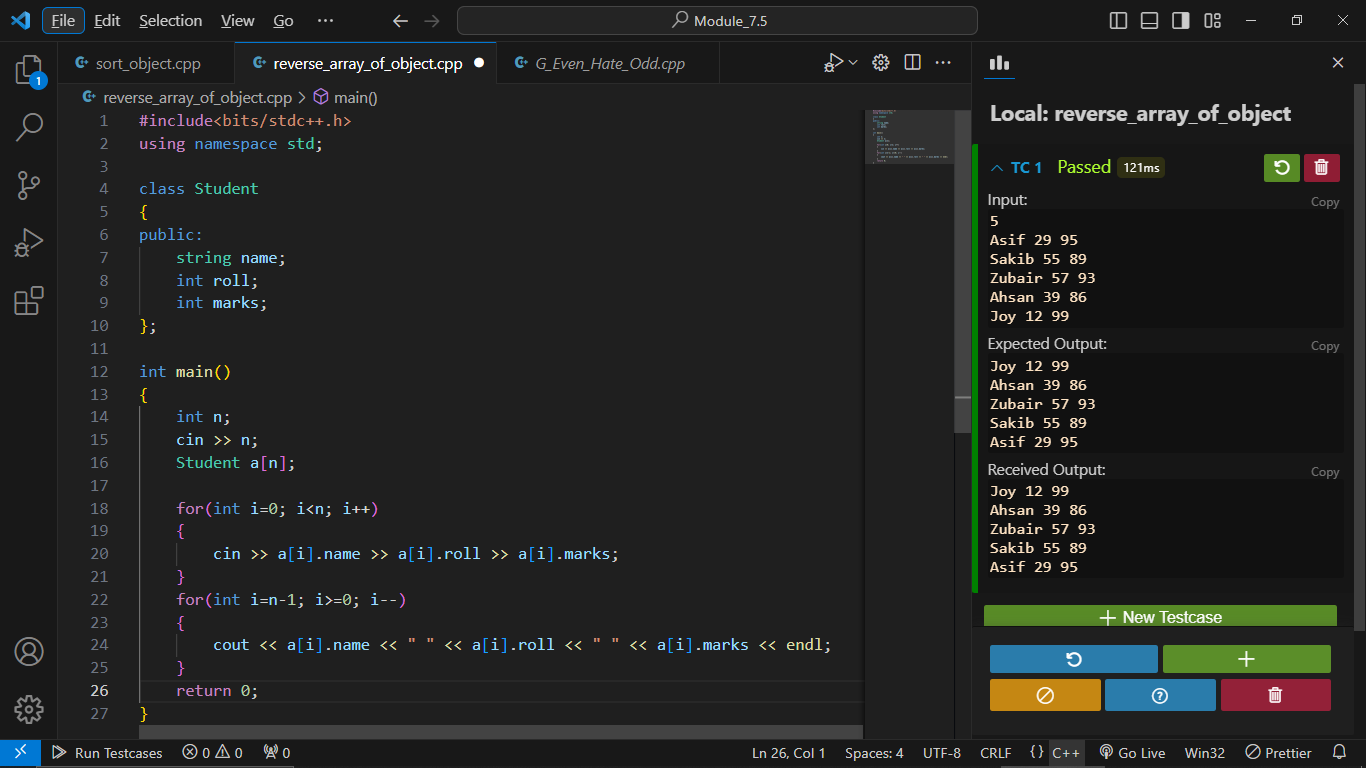 File Edit Selection View Go ··· Module_7.5
sort_object.cpp reverse_array_of_object.cpp G_Even_Hate_Odd.cpp
reverse_array_of_object.cpp > main()
1 #include<bits/stdc++.h>
2 using namespace std;
3
4 class Student
5 {
6 public:
7 string name;
8 int roll;
9 int marks;
10 };
11
12 int main()
13 {
14 int n;
15 cin >> n;
16 Student a[n];
17
18 for(int i=0; i<n; i++)
19 {
20 cin >> a[i].name >> a[i].roll >> a[i].marks;
21 }
22 for(int i=n-1; i>=0; i--)
23 {
24 cout << a[i].name << " " << a[i].roll << " " << a[i].marks << endl;
25 }
26 return 0;
27 }
1
Local: reverse_array_of_object
TC 1 Passed 121ms
Input:
Copy
5
Asif 29 95
Sakib 55 89
Zubair 57 93
Ahsan 39 86
Joy 12 99
Expected Output:
Copy
Joy 12 99
Ahsan 39 86
Zubair 57 93
Sakib 55 89
Asif 29 95
Received Output:
Copy
Joy 12 99
Ahsan 39 86
Zubair 57 93
Sakib 55 89
Asif 29 95
+ New Testcase
Run Testcases 0 0 0 Ln 26, Col 1 Spaces: 4 UTF-8 CRLF {} C++ Go Live Win32 Prettier